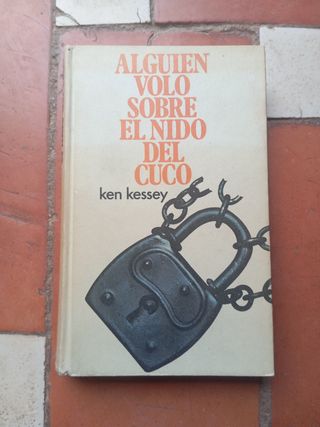 ALGUIEN
VOLO
SOBRE
EL NIDO
DEL
CUCO
ken kessey